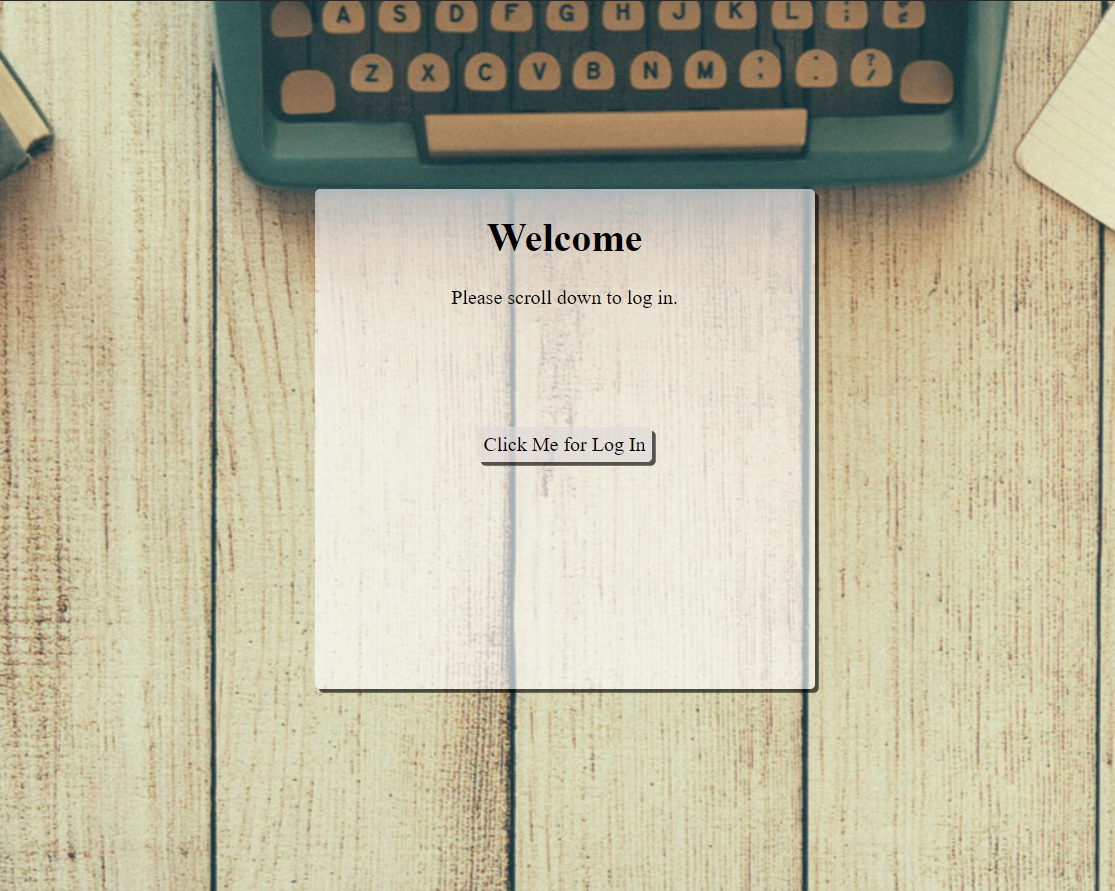 A S D F G H J K L ;
Z X C V B N M , . ? /
Welcome
Please scroll down to log in.
Click Me for Log In